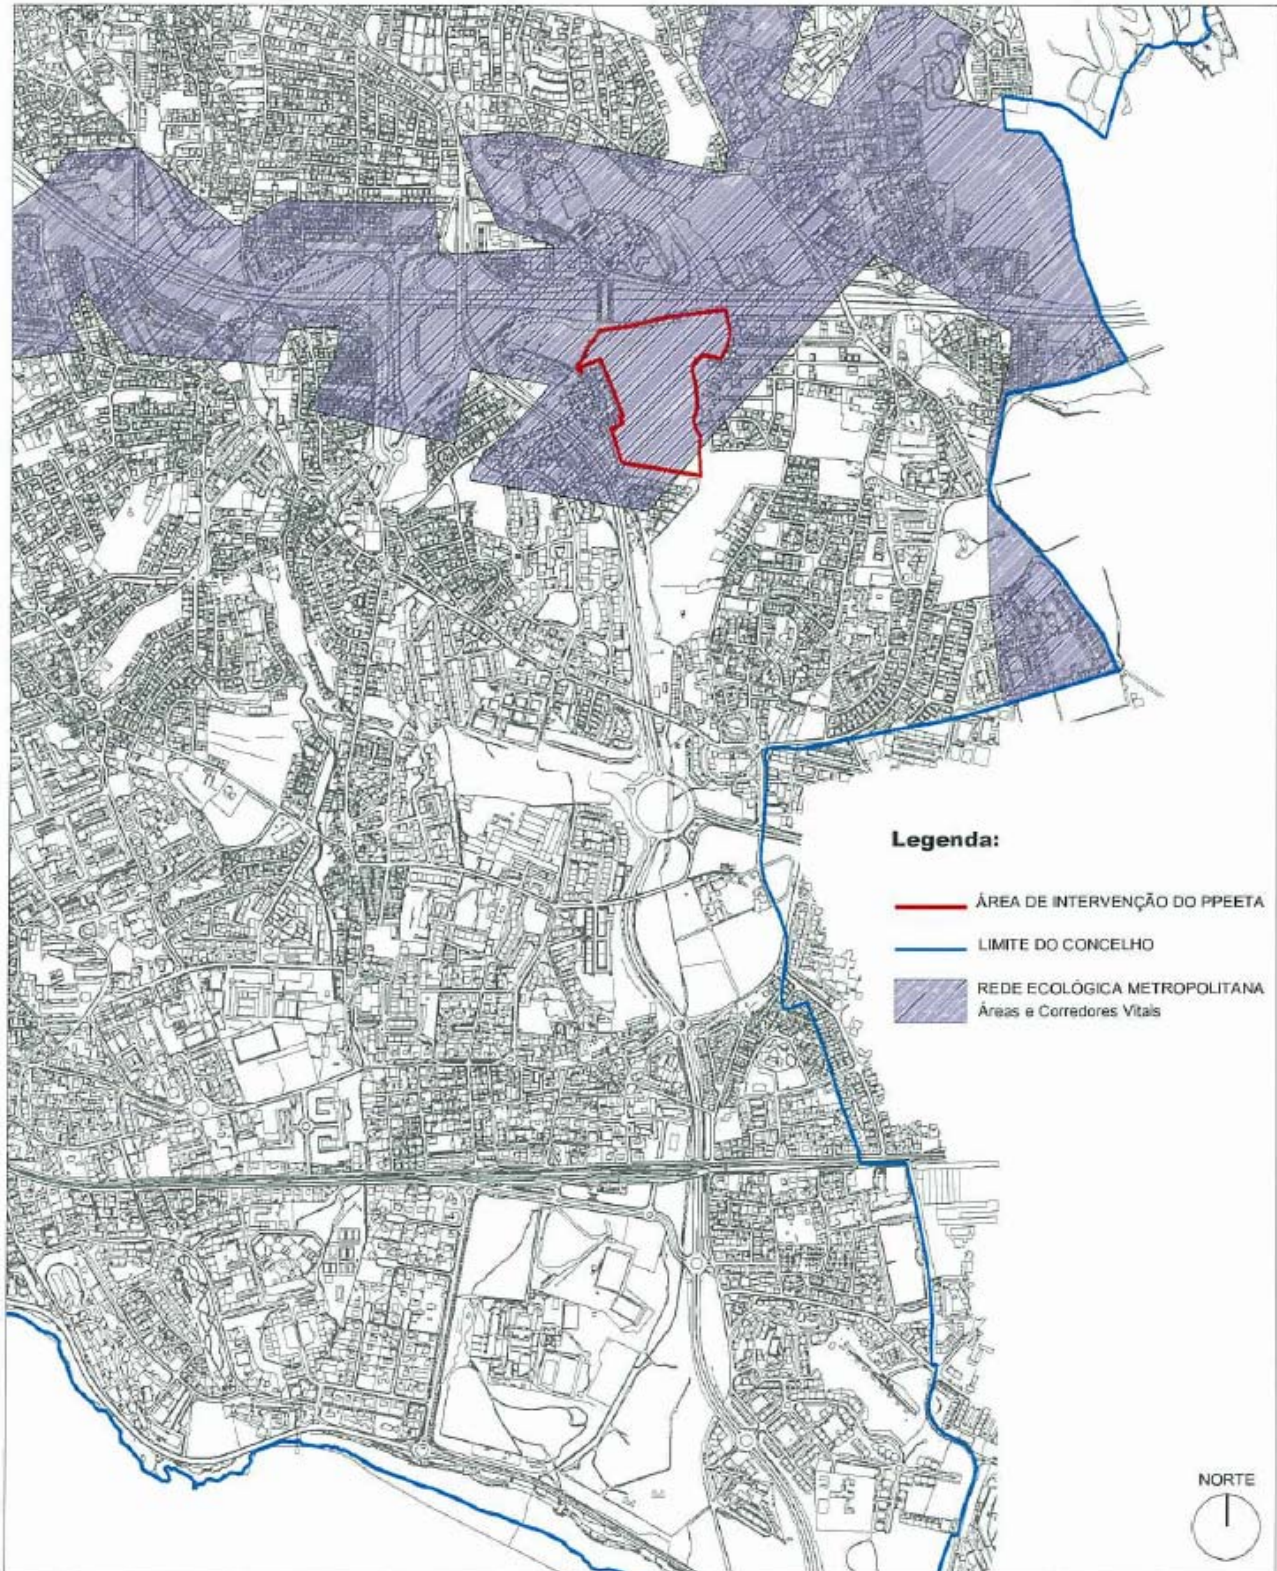 Legenda:
ÁREA DE INTERVENÇÃO DO PPEETA
LIMITE DO CONCELHO
REDE ECOLÓGICA METROPOLITANA
Áreas e Corredores Vitais
NORTE